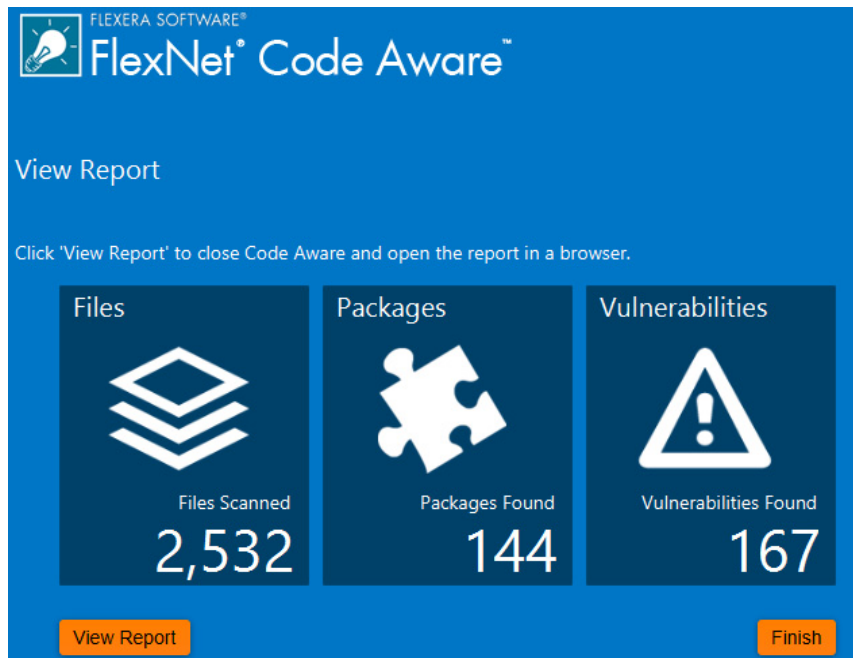 FLEXERA SOFTWARE®
FlexNet® Code Aware™
View Report
Click 'View Report' to close Code Aware and open the report in a browser.
Files
Files Scanned
2,532
Packages
Packages Found
144
Vulnerabilities
Vulnerabilities Found
167
View Report
Finish